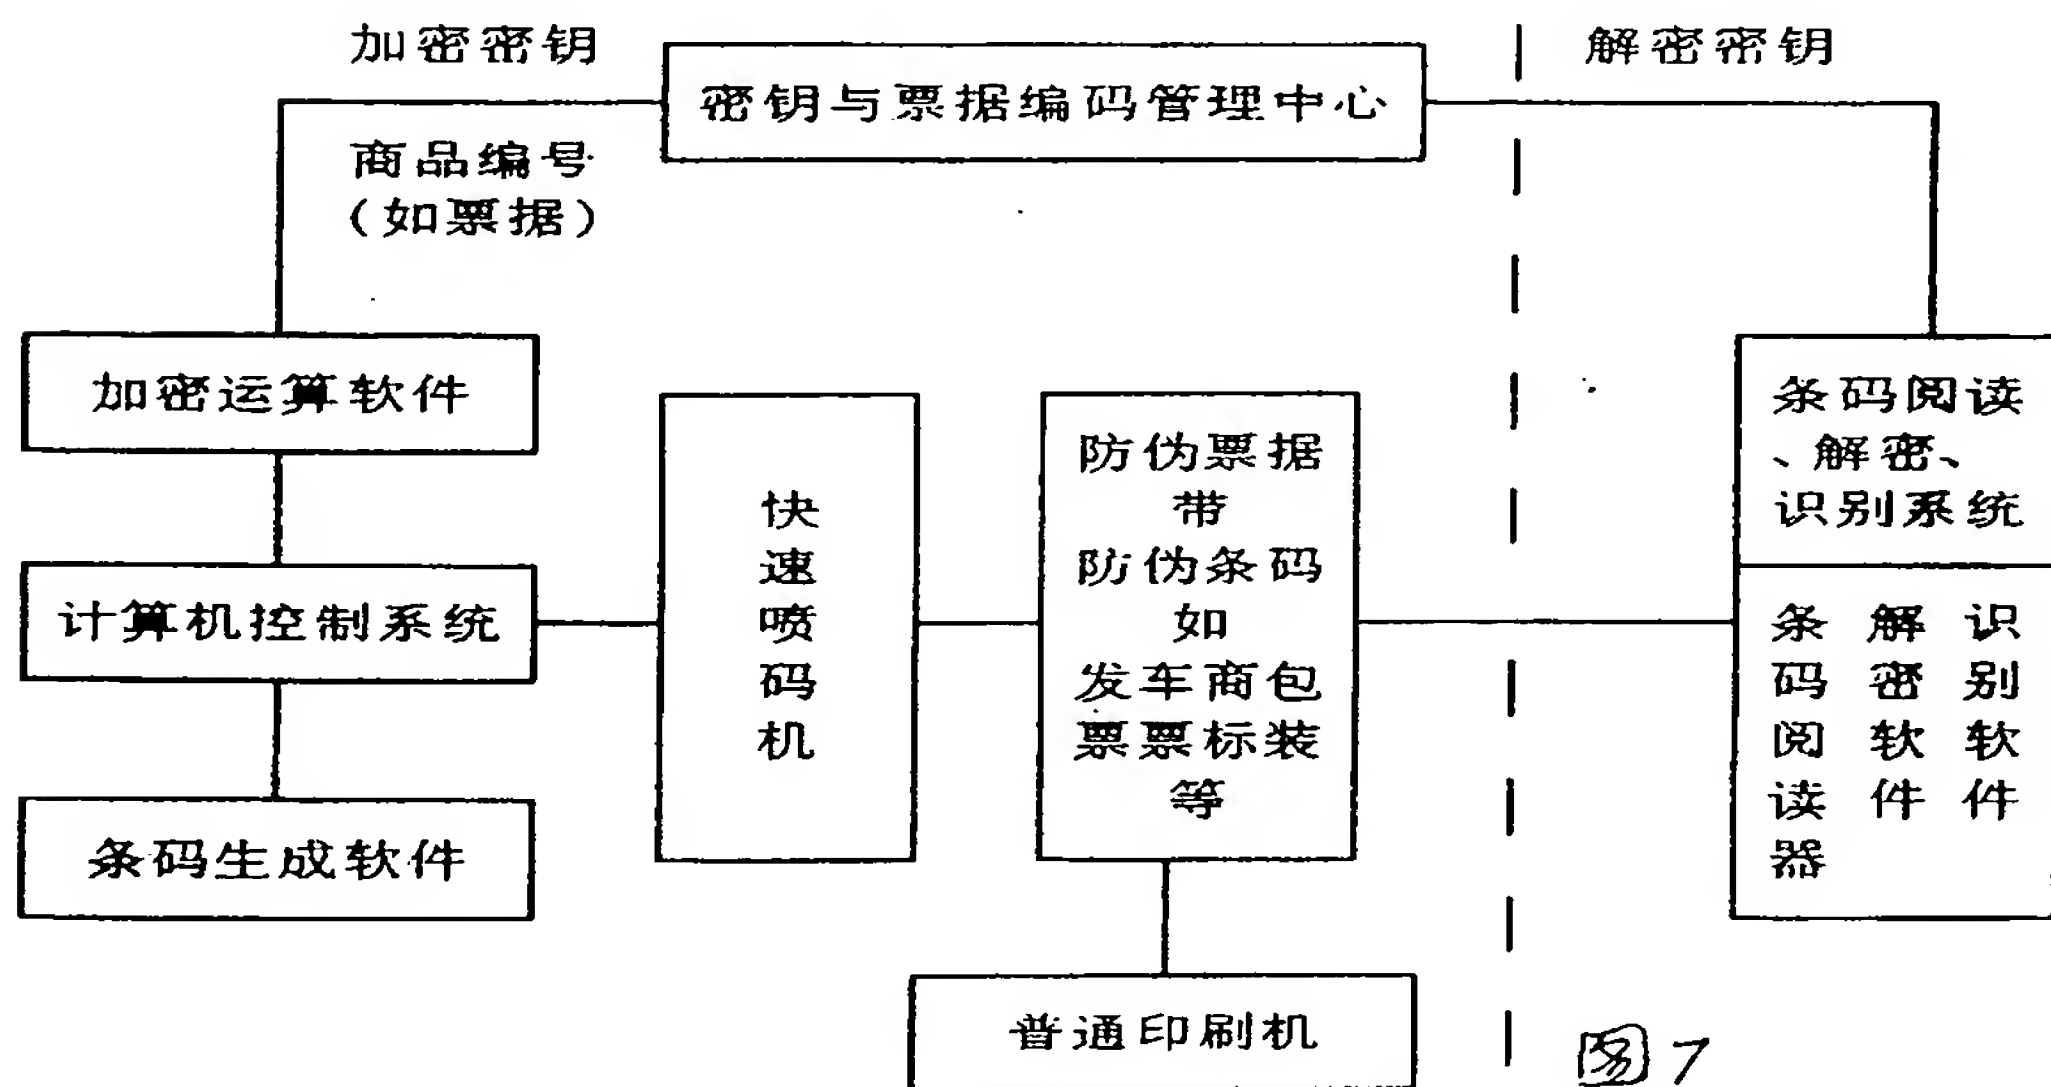 加密密钥
密钥与票据编码管理中心
解密密钥
商品编号
(如票据)
加密运算软件
计算机控制系统
条码生成软件
快
速
喷
码
机
防伪票据
带
防伪条码
如
发车商包
票票标装
等
普通印刷机
条码阅读
、解密、
识别系统
条解识
码密别
阅软软
读件件
器
图7